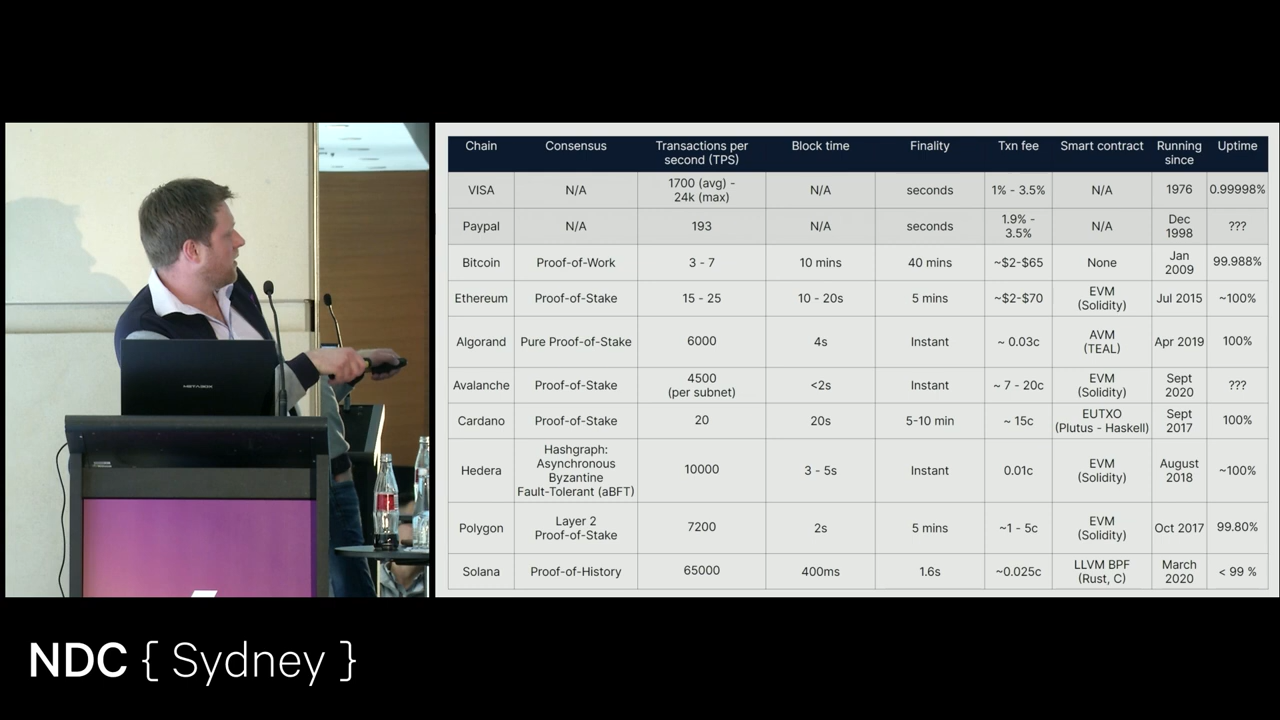 Chain Consensus Transactions per second (TPS) Block time Finality Txn fee Smart contract Running since Uptime
VISA N/A 1700 (avg) - 24k (max) N/A seconds 1% - 3.5% N/A 1976 0.99998%
Paypal N/A 193 N/A seconds 1.9% - 3.5% N/A Dec 1998 ???
Bitcoin Proof-of-Work 3 - 7 10 mins 40 mins ~$2-$65 None Jan 2009 99.988%
Ethereum Proof-of-Stake 15 - 25 10 - 20s 5 mins ~$2-$70 EVM (Solidity) Jul 2015 ~100%
Algorand Pure Proof-of-Stake 6000 4s Instant ~ 0.03c AVM (TEAL) Apr 2019 100%
Avalanche Proof-of-Stake 4500 (per subnet) <2s Instant ~ 7 - 20c EVM (Solidity) Sept 2020 ???
Cardano Proof-of-Stake 20 20s 5-10 min ~ 15c EUTXO (Plutus - Haskell) Sept 2017 100%
Hedera Hashgraph: Asynchronous Byzantine Fault-Tolerant (aBFT) 10000 3 - 5s Instant 0.01c EVM (Solidity) August 2018 ~100%
Polygon Layer 2 Proof-of-Stake 7200 2s 5 mins ~1 - 5c EVM (Solidity) Oct 2017 99.80%
Solana Proof-of-History 65000 400ms 1.6s ~0.025c LLVM BPF (Rust, C) March 2020 < 99 %
METABOX
NDC { Sydney }